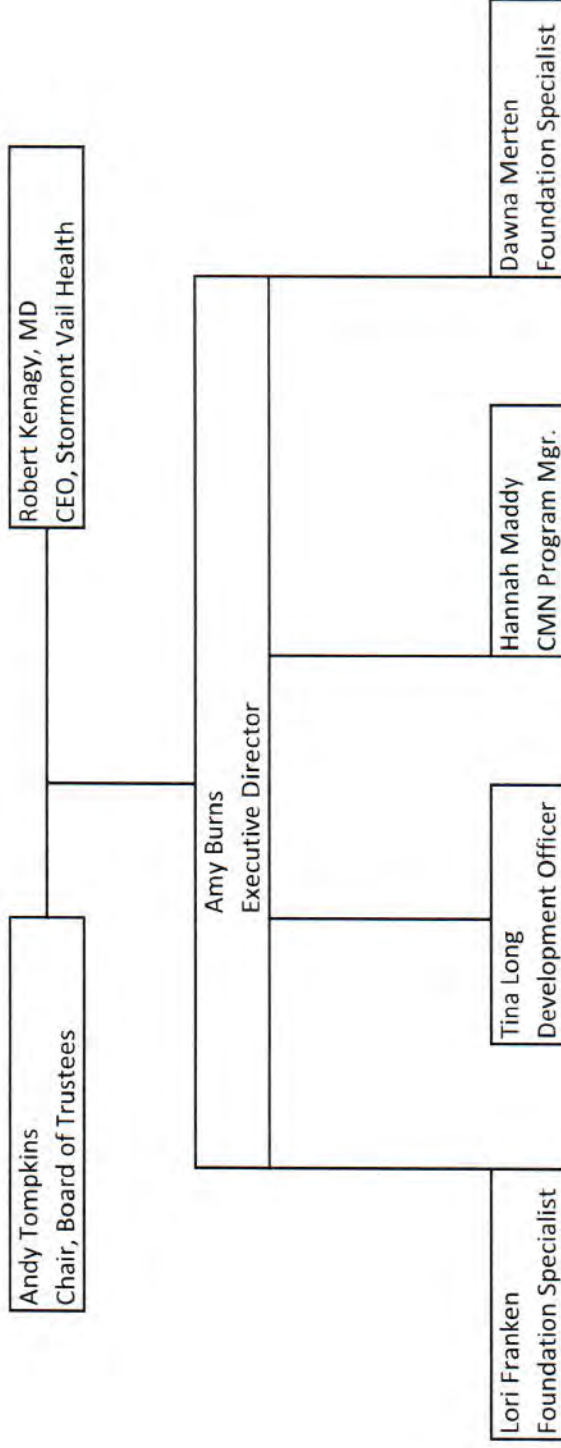 Andy Tompkins
Chair, Board of Trustees
Robert Kenagy, MD
CEO, Stormont Vail Health
Amy Burns
Executive Director
Lori Franken
Foundation Specialist
Tina Long
Development Officer
Hannah Maddy
CMN Program Mgr.
Dawna Merten
Foundation Specialist